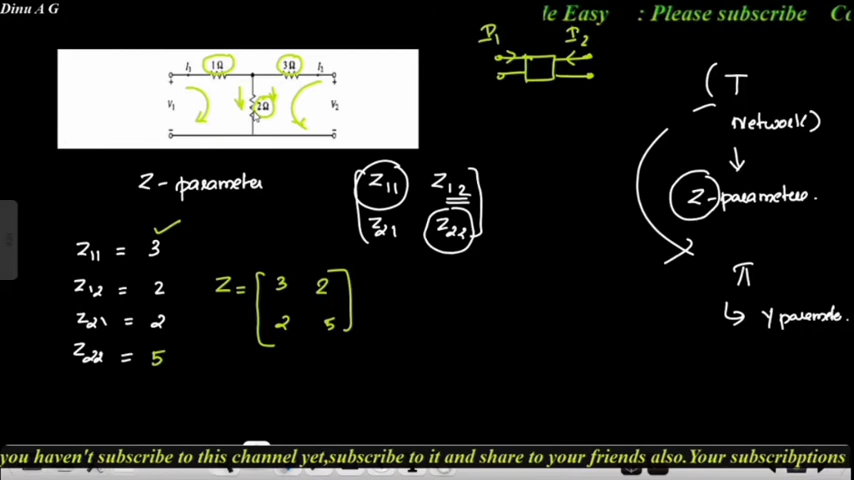 Dinu A G
le Easy : Please subscribe Co
I1 I2
I1 1Ω 3Ω I2
+ +
V1 2Ω V2
- -
(T
Network)
Z-parameter
Z11 Z12
Z21 Z22
Z-parameters.
Z11 = 3
Z12 = 2
Z21 = 2
Z22 = 5
Z = 3 2
2 5
π
Y paramete.
you haven't subscribe to this channel yet,subscribe to it and share to your friends also.Your subscribptions